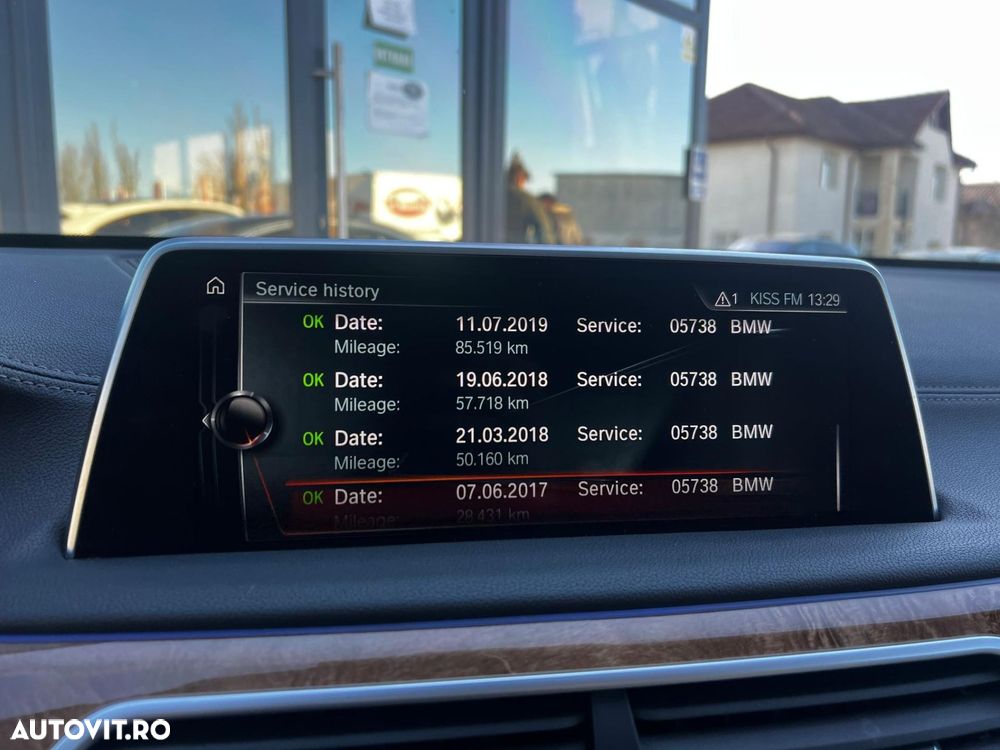 Service history
1 KISS FM 13:29
OK Date: 11.07.2019 Service: 05738 BMW
Mileage: 85.519 km
OK Date: 19.06.2018 Service: 05738 BMW
Mileage: 57.718 km
OK Date: 21.03.2018 Service: 05738 BMW
Mileage: 50.160 km
OK Date: 07.06.2017 Service: 05738 BMW
Mileage: 28.431 km
AUTOVIT.RO